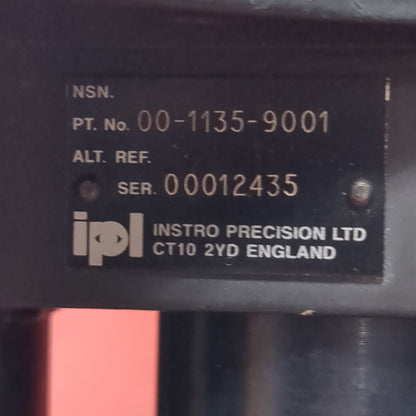 NSN.
PT. No. 00-1135-9001
ALT. REF.
SER. 00012435
ipl INSTRO PRECISION LTD
CT10 2YD ENGLAND